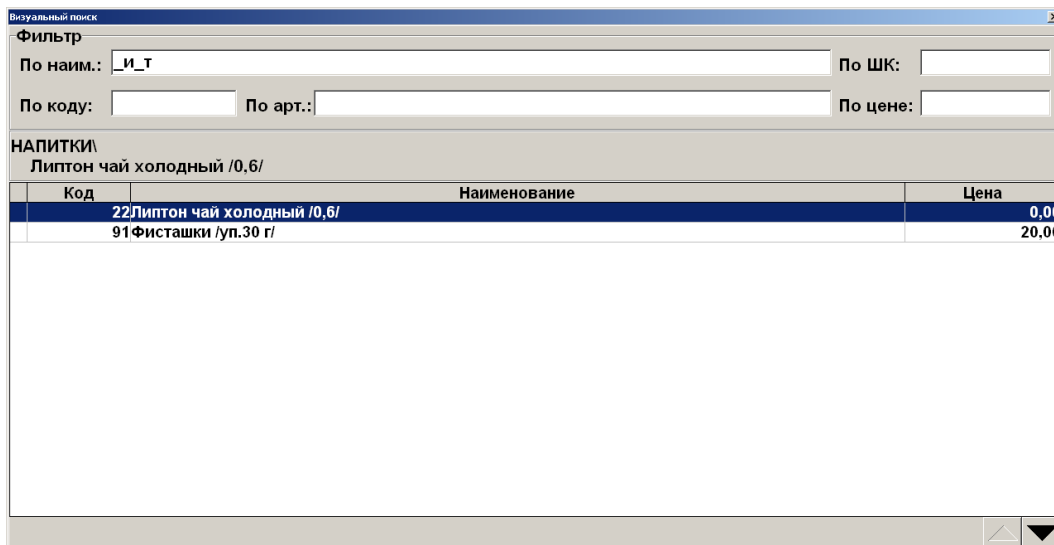 Визуальный поиск
Фильтр
По наим.: _и_т По ШК:
По коду: По арт.: По цене:
НАПИТКИ\
Липтон чай холодный /0,6/
Код Наименование Цена
22 Липтон чай холодный /0,6/ 0,00
91 Фисташки /уп.30 г/ 20,00